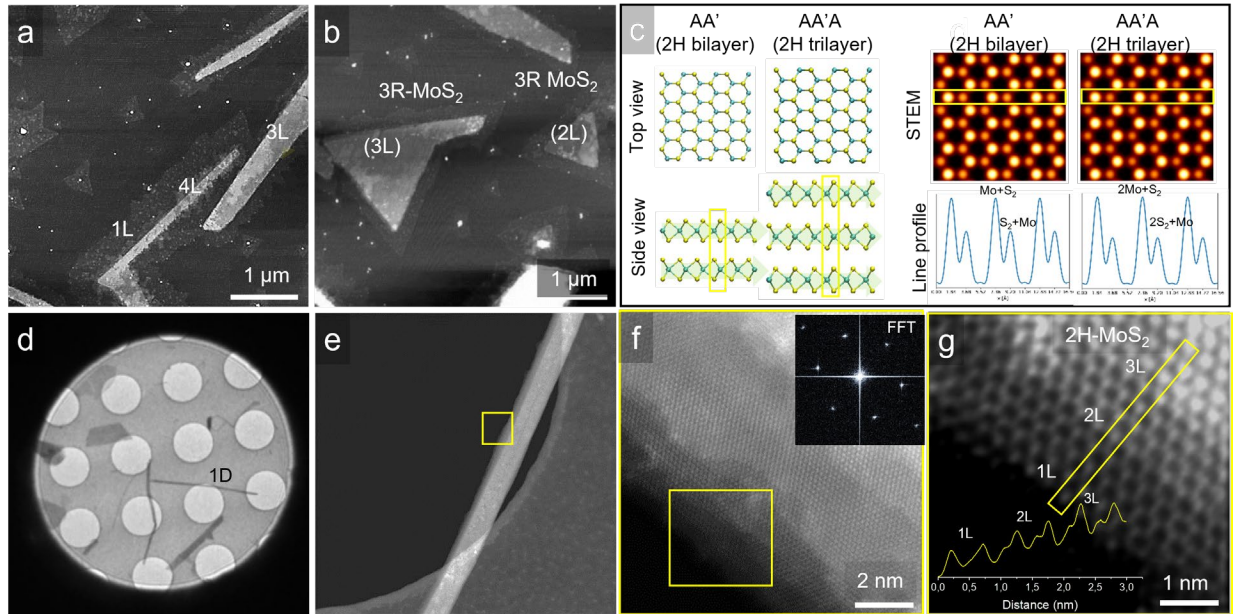 a
3L
4L
1L
1 μm
b
3R-MoS₂
3R MoS₂
(3L)
(2L)
1 μm
c
AA'
(2H bilayer)
AA'A
(2H trilayer)
AA'
(2H bilayer)
AA'A
(2H trilayer)
Top view
STEM
Side view
Line profile
Mo+S₂
S₂+Mo
2Mo+S₂
2S₂+Mo
d
1D
e
f
FFT
2 nm
g
2H-MoS₂
3L
2L
1L
3L
2L
1L
0,0 0,5 1,0 1,5 2,0 2,5 3,0
Distance (nm)
1 nm